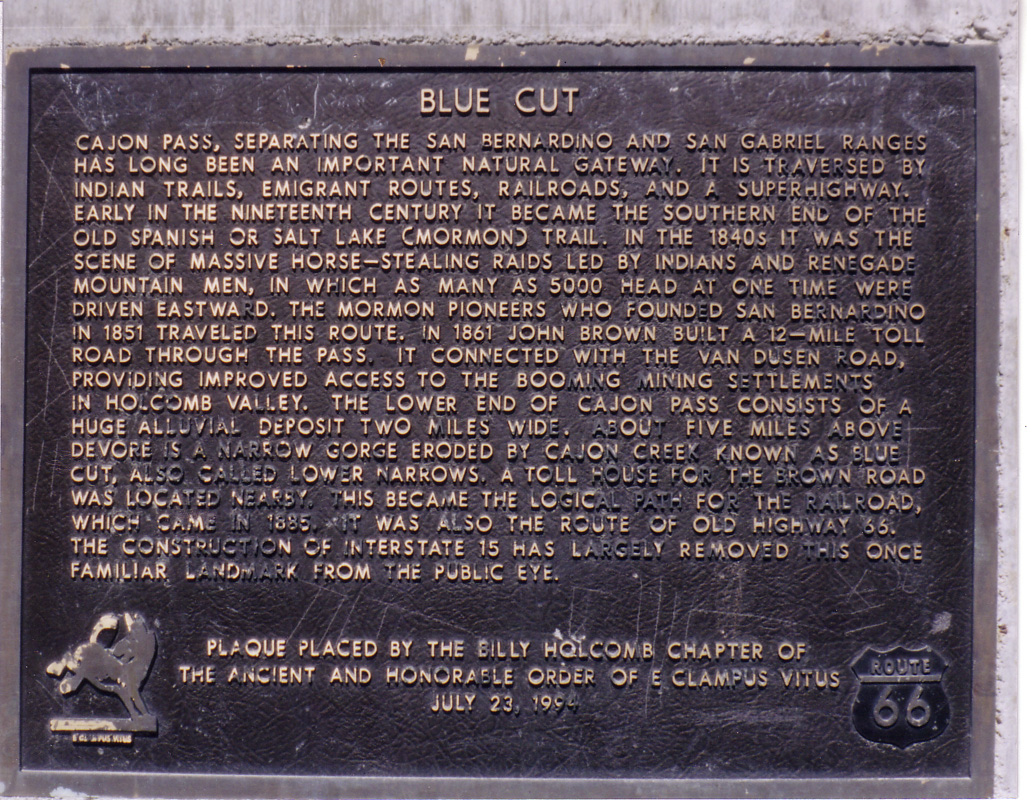 BLUE CUT
CAJON PASS, SEPARATING THE SAN BERNARDINO AND SAN GABRIEL RANGES
HAS LONG BEEN AN IMPORTANT NATURAL GATEWAY. IT IS TRAVERSED BY
INDIAN TRAILS, EMIGRANT ROUTES, RAILROADS, AND A SUPERHIGHWAY.
EARLY IN THE NINETEENTH CENTURY IT BECAME THE SOUTHERN END OF THE
OLD SPANISH OR SALT LAKE (MORMON) TRAIL. IN THE 1840s IT WAS THE
SCENE OF MASSIVE HORSE-STEALING RAIDS LED BY INDIANS AND RENEGADE
MOUNTAIN MEN, IN WHICH AS MANY AS 5000 HEAD AT ONE TIME WERE
DRIVEN EASTWARD. THE MORMON PIONEERS WHO FOUNDED SAN BERNARDINO
IN 1851 TRAVELED THIS ROUTE. IN 1861 JOHN BROWN BUILT A 12-MILE TOLL
ROAD THROUGH THE PASS. IT CONNECTED WITH THE VAN DUSEN ROAD,
PROVIDING IMPROVED ACCESS TO THE BOOMING MINING SETTLEMENTS
IN HOLCOMB VALLEY. THE LOWER END OF CAJON PASS CONSISTS OF A
HUGE ALLUVIAL DEPOSIT TWO MILES WIDE. ABOUT FIVE MILES ABOVE
DEVORE IS A NARROW GORGE ERODED BY CAJON CREEK KNOWN AS BLUE
CUT, ALSO CALLED LOWER NARROWS. A TOLL HOUSE FOR THE BROWN ROAD
WAS LOCATED NEARBY. THIS BECAME THE LOGICAL PATH FOR THE RAILROAD,
WHICH CAME IN 1885. IT WAS ALSO THE ROUTE OF OLD HIGHWAY 66.
THE CONSTRUCTION OF INTERSTATE 15 HAS LARGELY REMOVED THIS ONCE
FAMILIAR LANDMARK FROM THE PUBLIC EYE.
PLAQUE PLACED BY THE BILLY HOLCOMB CHAPTER OF
THE ANCIENT AND HONORABLE ORDER OF E CLAMPUS VITUS
JULY 23, 1994
E CLAMPUS VITUS
ROUTE
66